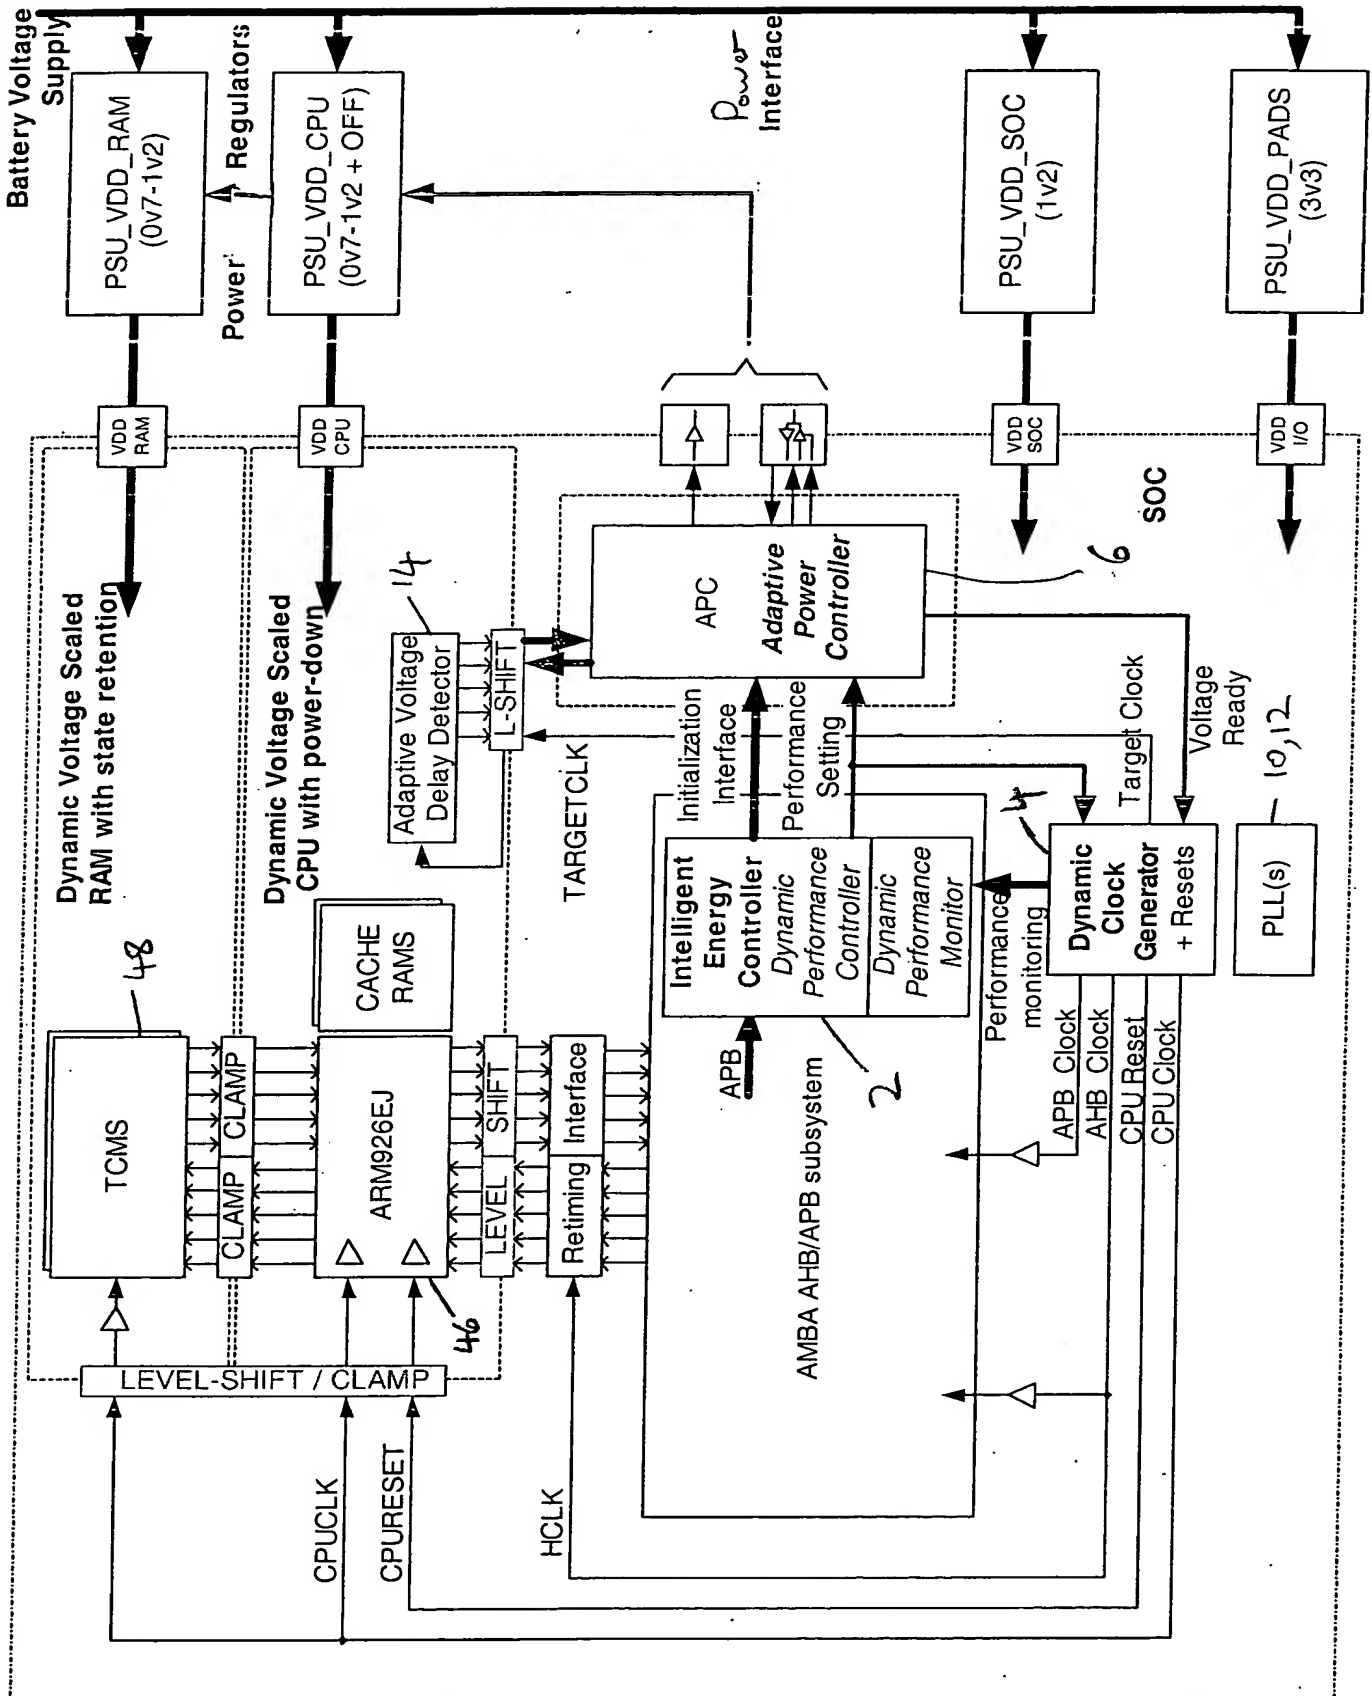 Battery Voltage
Supply
PSU_VDD_RAM
(0v7-1v2)
Power
Regulators
PSU_VDD_CPU
(0v7-1v2 + OFF)
Power
Interface
PSU_VDD_SOC
(1v2)
PSU_VDD_PADS
(3v3)
VDD
RAM
VDD
CPU
VDD
SOC
VDD
I/O
SOC
Dynamic Voltage Scaled
RAM with state retention
Dynamic Voltage Scaled
CPU with power-down
14
Adaptive Voltage
Delay Detector
L-SHIFT
TARGETCLK
APC
Adaptive
Power
Controller
6
Initialization
Interface
Performance
Setting
Target Clock
Voltage
Ready
48
TCMS
CLAMP
CLAMP
CACHE
RAMS
ARM926EJ
46
LEVEL
SHIFT
Retiming
Interface
LEVEL-SHIFT / CLAMP
CPUCLK
CPURESET
HCLK
Intelligent
Energy
Controller
Dynamic
Performance
Controller
Dynamic
Performance
Monitor
APB
2
AMBA AHB/APB subsystem
Performance
monitoring
4
Dynamic
Clock
Generator
+ Resets
APB Clock
AHB Clock
CPU Reset
CPU Clock
PLL(s)
10,12